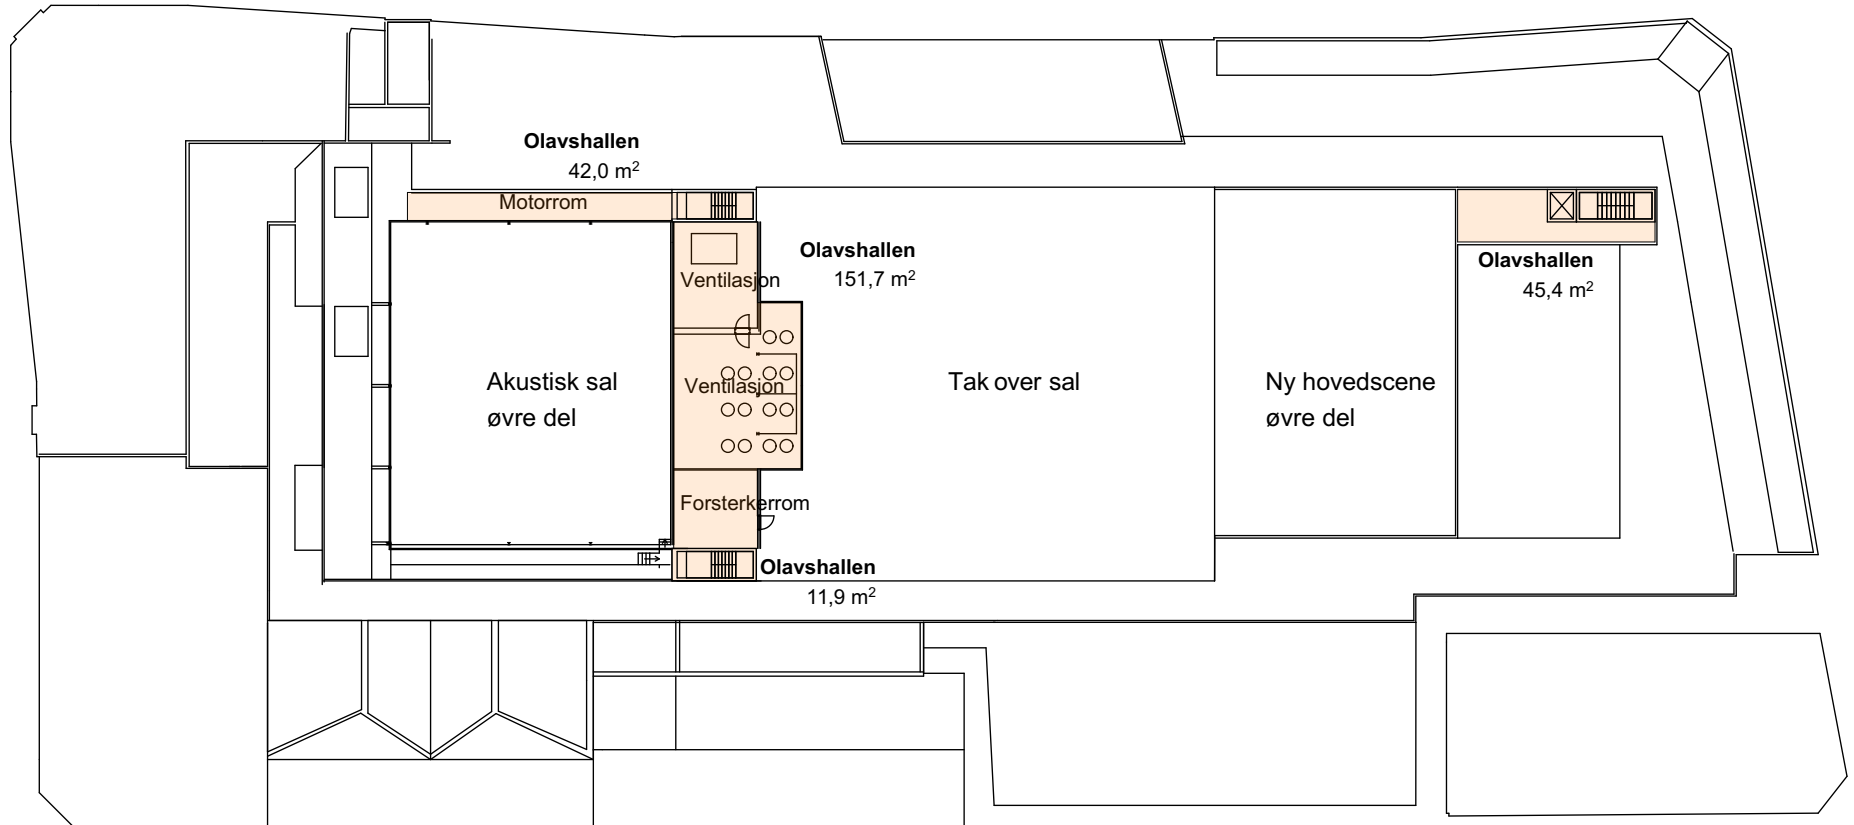 Olavshallen
42,0 m²
Motorrom
Olavshallen
151,7 m²
Ventilasjon
Olavshallen
45,4 m²
Akustisk sal
øvre del
Ventilasjon
Tak over sal
Ny hovedscene
øvre del
Forsterkerrom
Olavshallen
11,9 m²